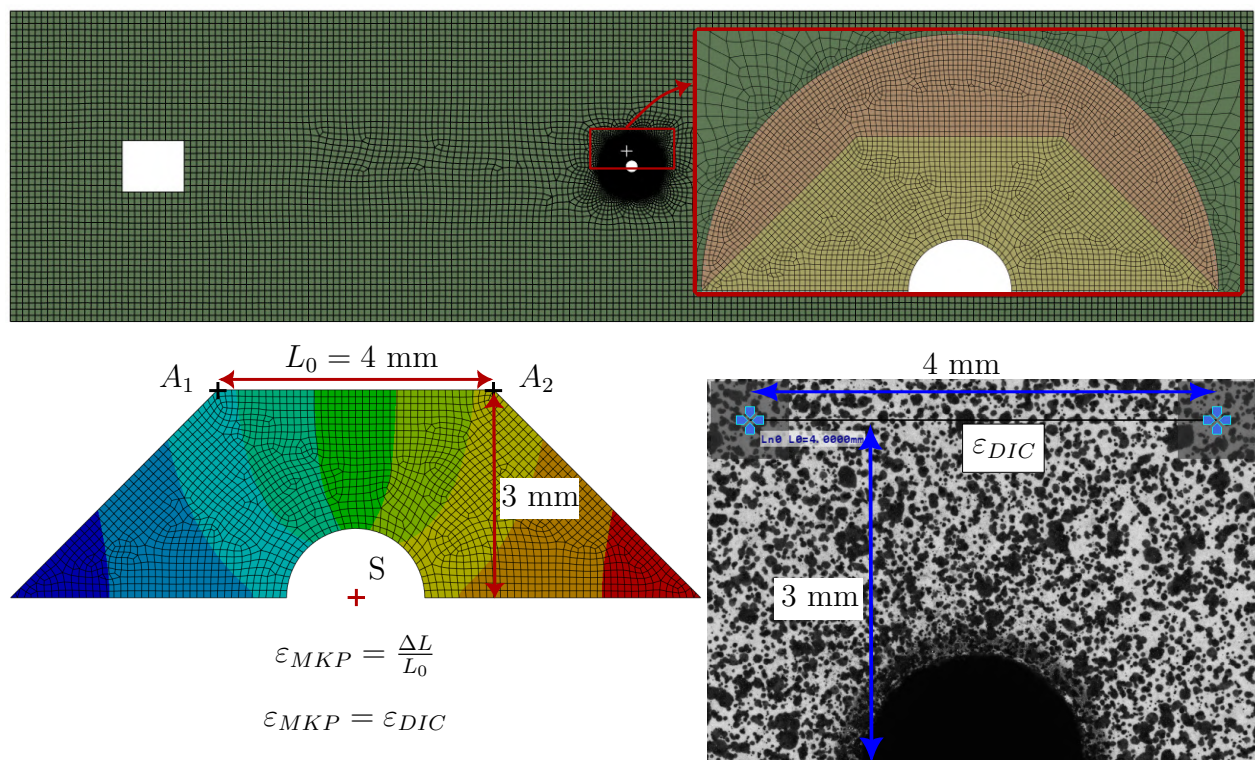 L₀ = 4 mm
A₁
A₂
3 mm
S
ε_MKP = ΔL/L₀
ε_MKP = ε_DIC
4 mm
Ln0 L0=4.0000mm
ε_DIC
3 mm